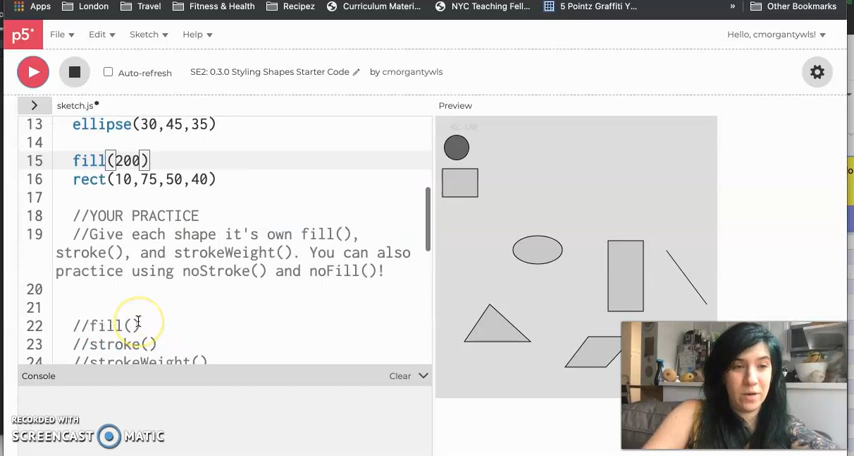 Apps London Travel Fitness & Health Recipez Curriculum Materi... NYC Teaching Fell... 5 Pointz Graffiti Y... » Other Bookmarks
p5* File Edit Sketch Help Hello, cmorgantywls!
Auto-refresh SE2: 0.3.0 Styling Shapes Starter Code by cmorgantywls
> sketch.js• Preview
13 ellipse(30,45,35)
14
15 fill(200)
16 rect(10,75,50,40)
17
18 //YOUR PRACTICE
19 //Give each shape it's own fill(),
stroke(), and strokeWeight(). You can also
practice using noStroke() and noFill()!
20
21
22 //fill()
23 //stroke()
24 //strokeWeight()
Console Clear
RECORDED WITH
SCREENCAST MATIC